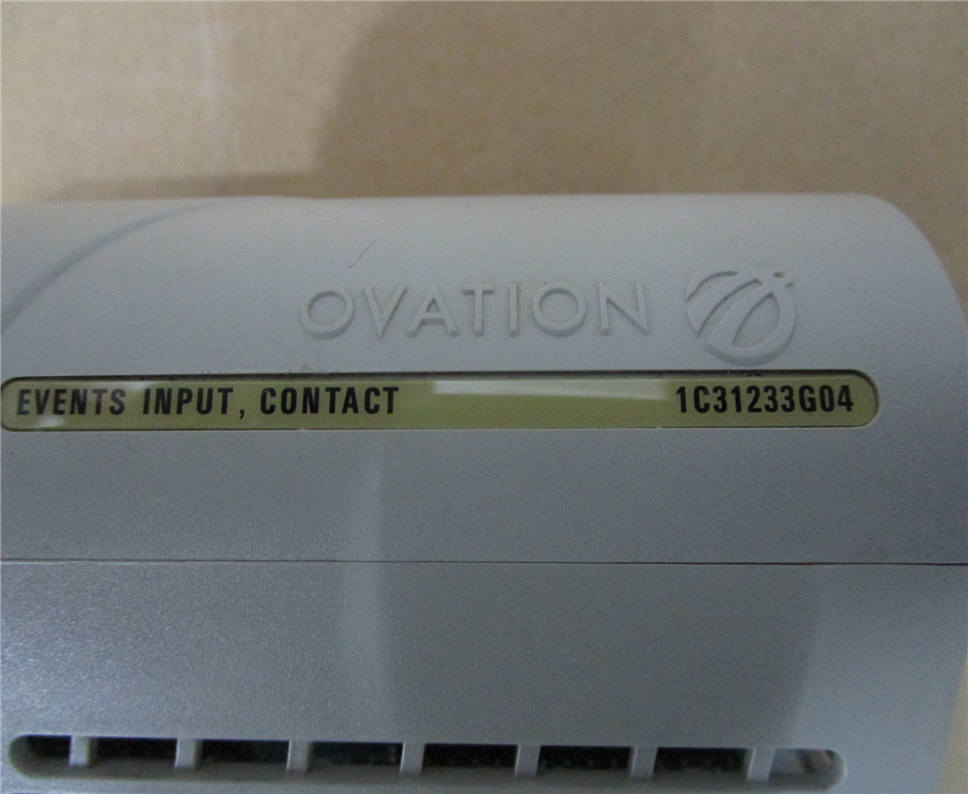 OVATION
EVENTS INPUT, CONTACT 1C31233G04